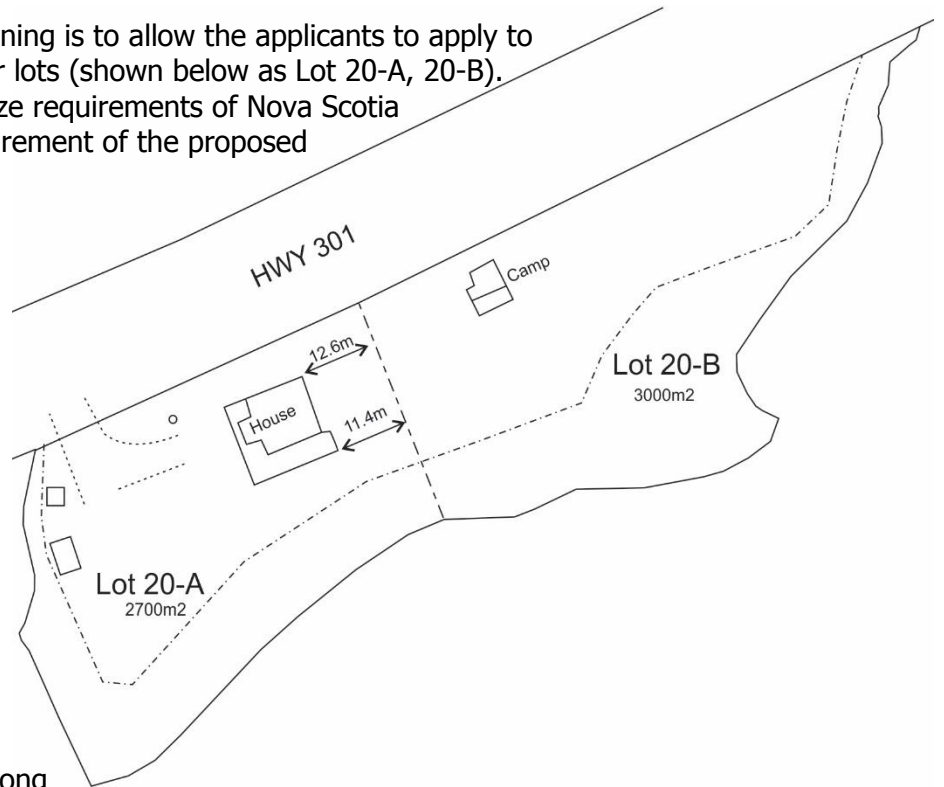 ning is to allow the applicants to apply to
r lots (shown below as Lot 20-A, 20-B).
ze requirements of Nova Scotia
irement of the proposed
HWY 301
Camp
12.6m
House
11.4m
Lot 20-B
3000m2
Lot 20-A
2700m2
ong